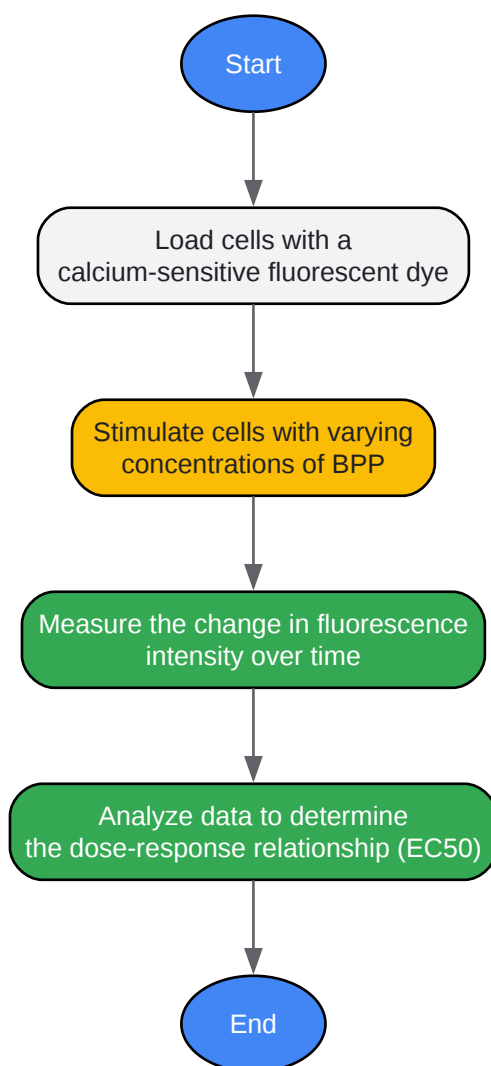 Start
Load cells with a
calcium-sensitive fluorescent dye
Stimulate cells with varying
concentrations of BPP
Measure the change in fluorescence
intensity over time
Analyze data to determine
the dose-response relationship (EC50)
End